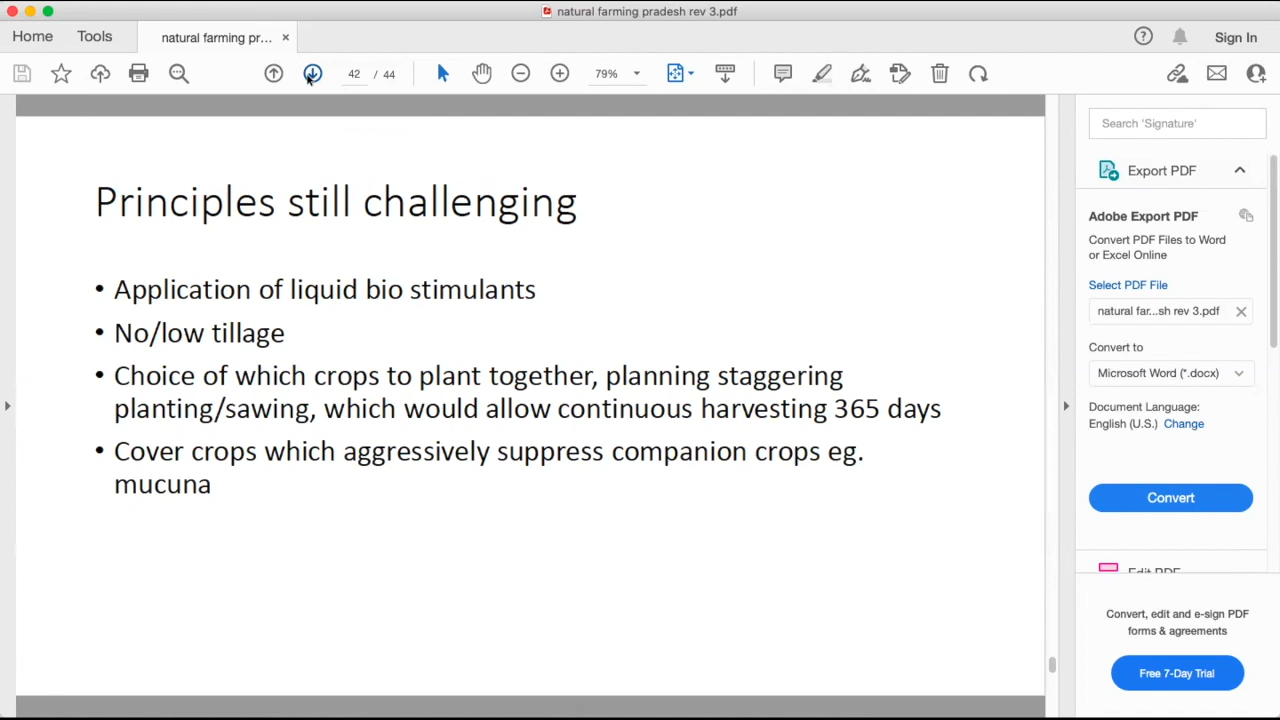 natural farming pradesh rev 3.pdf
Home
Tools
natural farming pr... ×
Sign In
42 / 44
79%
Search 'Signature'
Export PDF
Adobe Export PDF
Convert PDF Files to Word
or Excel Online
Select PDF File
natural far...sh rev 3.pdf
Convert to
Microsoft Word (*.docx)
Document Language:
English (U.S.) Change
Convert
Edit PDF
Convert, edit and e-sign PDF
forms & agreements
Free 7-Day Trial
Principles still challenging
• Application of liquid bio stimulants
• No/low tillage
• Choice of which crops to plant together, planning staggering
planting/sawing, which would allow continuous harvesting 365 days
• Cover crops which aggressively suppress companion crops eg.
mucuna